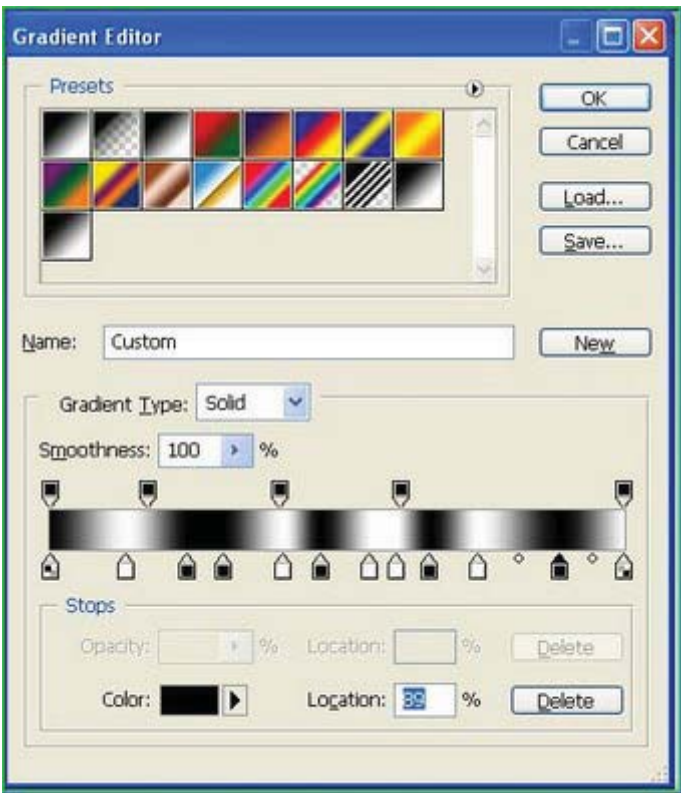 Gradient Editor
Presets
OK
Cancel
Load...
Save...
Name: Custom New
Gradient Type: Solid
Smoothness: 100 %
Stops
Opacity: % Location: % Delete
Color: Location: 89 % Delete